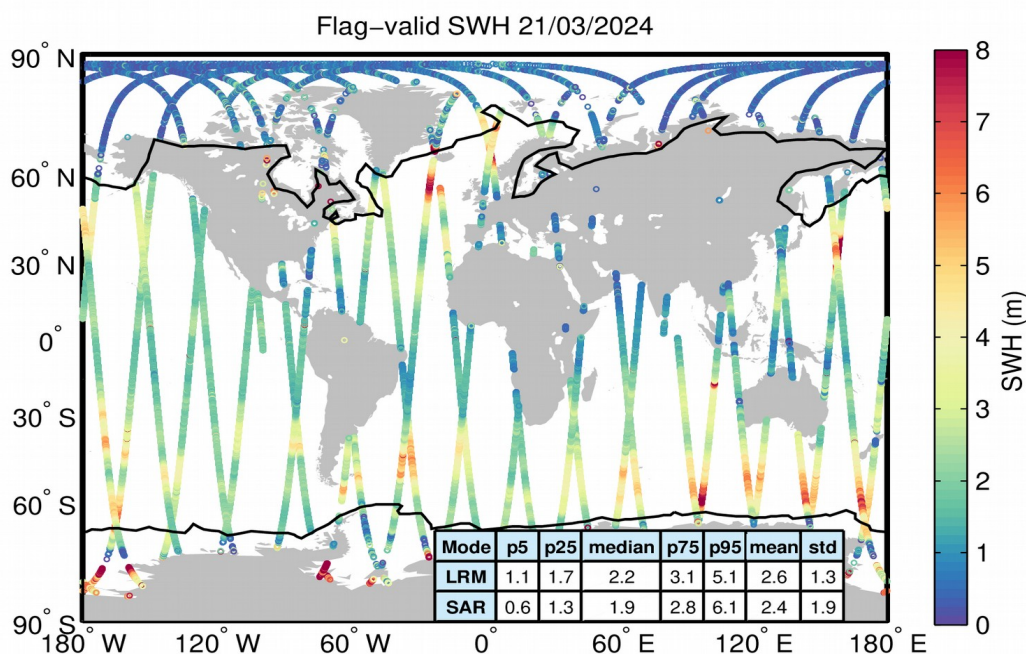 Flag−valid SWH 21/03/2024
90° N
60° N
30° N
0°
30° S
60° S
90° S
180° W
120° W
60° W
0°
60° E
120° E
180° E
8
7
6
5
4
3
2
1
0
SWH (m)
Mode p5 p25 median p75 p95 mean std
LRM 1.1 1.7 2.2 3.1 5.1 2.6 1.3
SAR 0.6 1.3 1.9 2.8 6.1 2.4 1.9